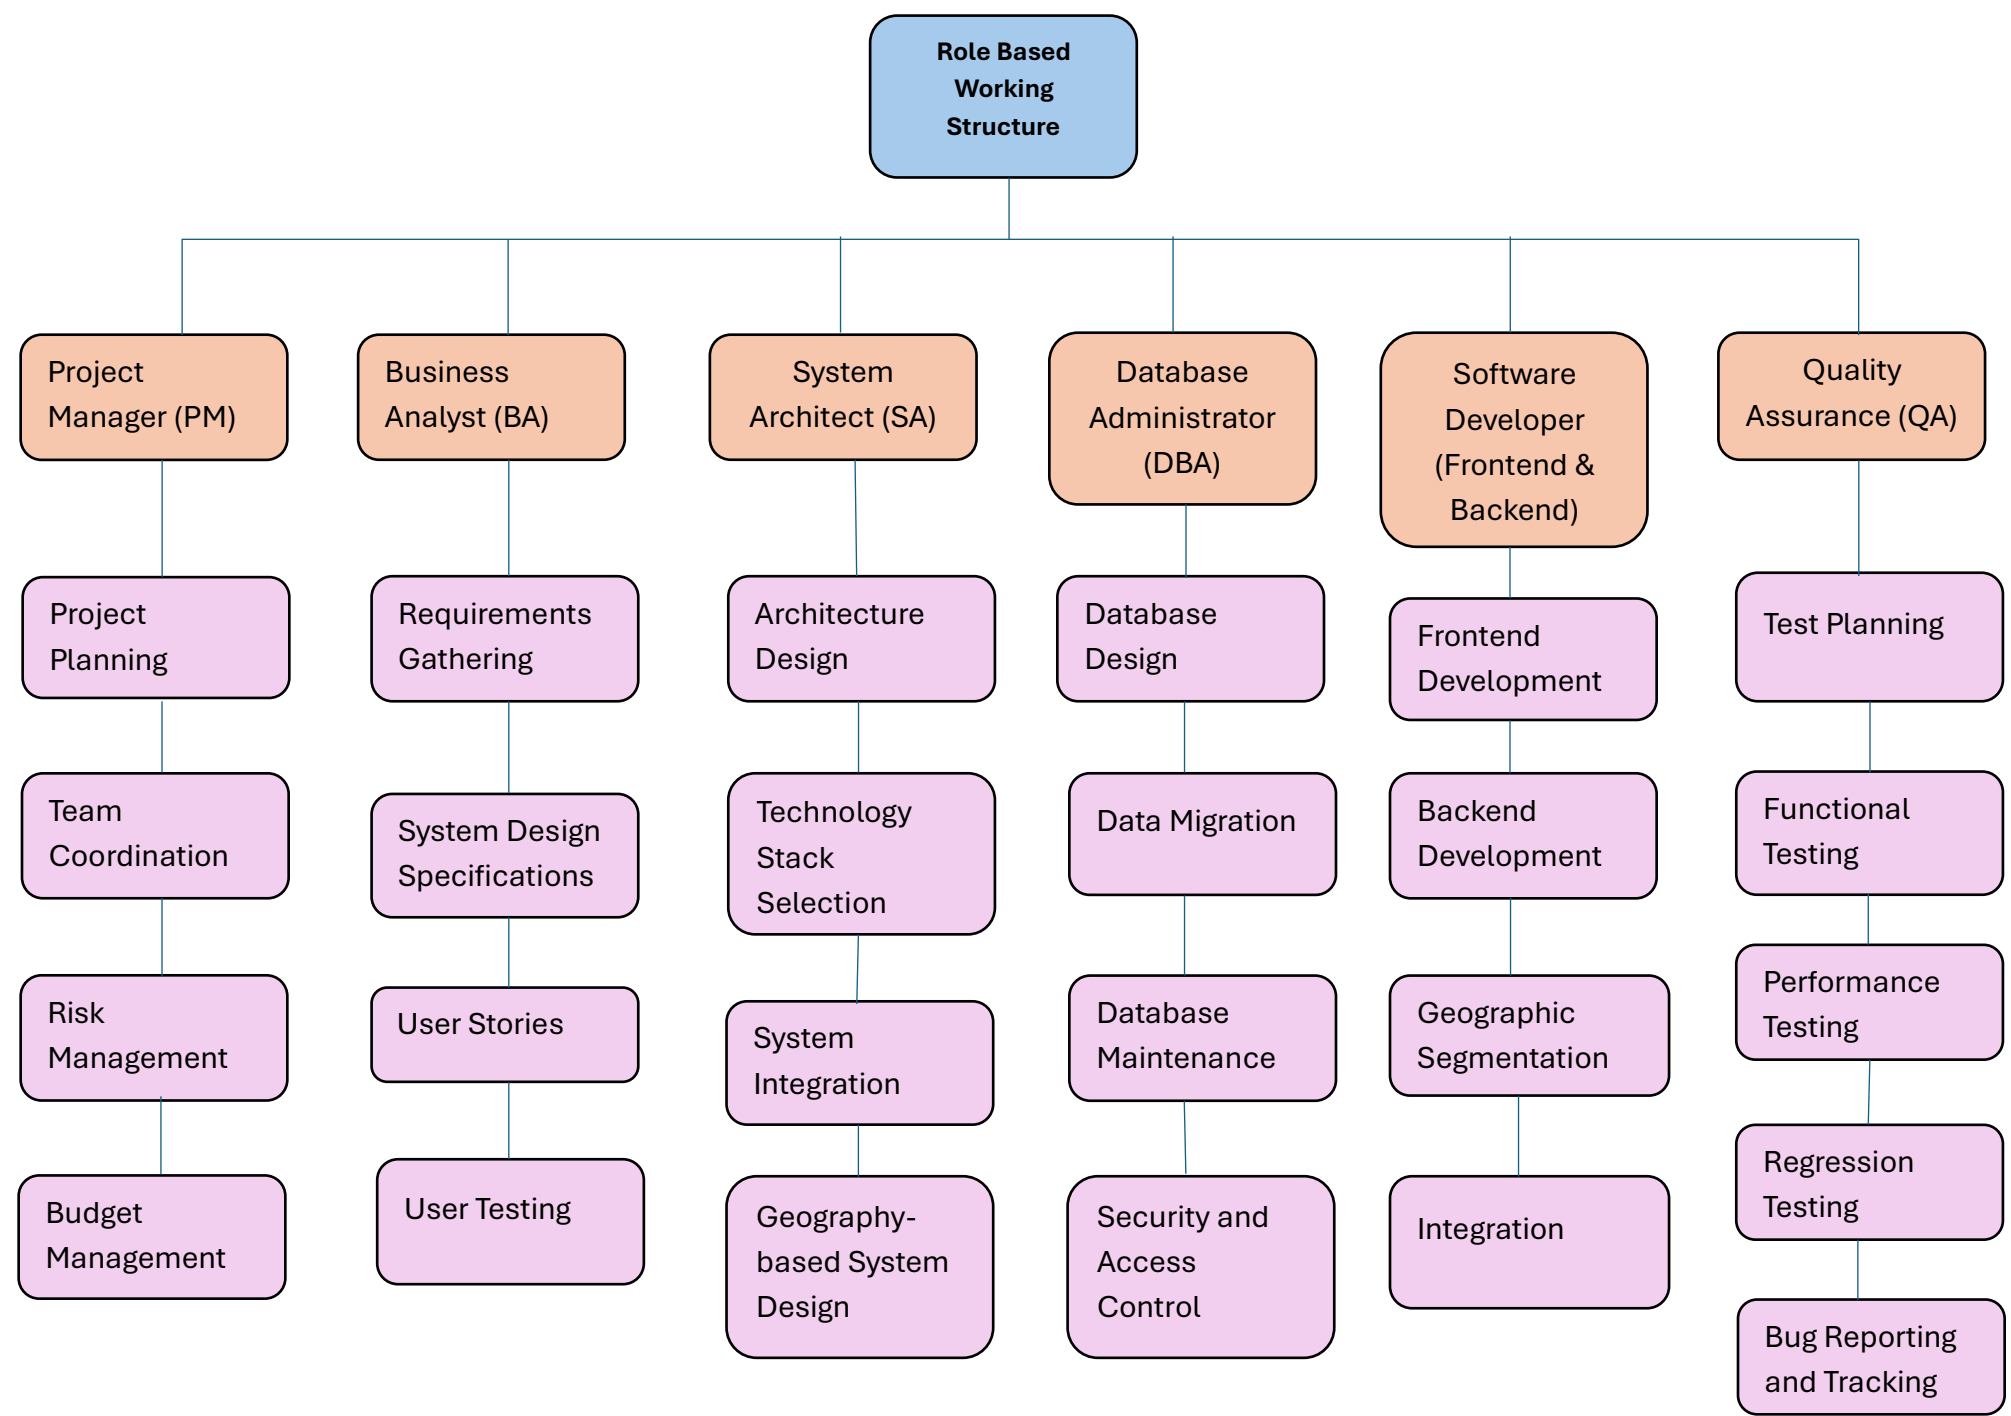 Role Based
Working
Structure
Project
Manager (PM)
Business
Analyst (BA)
System
Architect (SA)
Database
Administrator
(DBA)
Software
Developer
(Frontend &
Backend)
Quality
Assurance (QA)
Project
Planning
Team
Coordination
Risk
Management
Budget
Management
Requirements
Gathering
System Design
Specifications
User Stories
User Testing
Architecture
Design
Technology
Stack
Selection
System
Integration
Geography-
based System
Design
Database
Design
Data Migration
Database
Maintenance
Security and
Access
Control
Frontend
Development
Backend
Development
Geographic
Segmentation
Integration
Test Planning
Functional
Testing
Performance
Testing
Regression
Testing
Bug Reporting
and Tracking